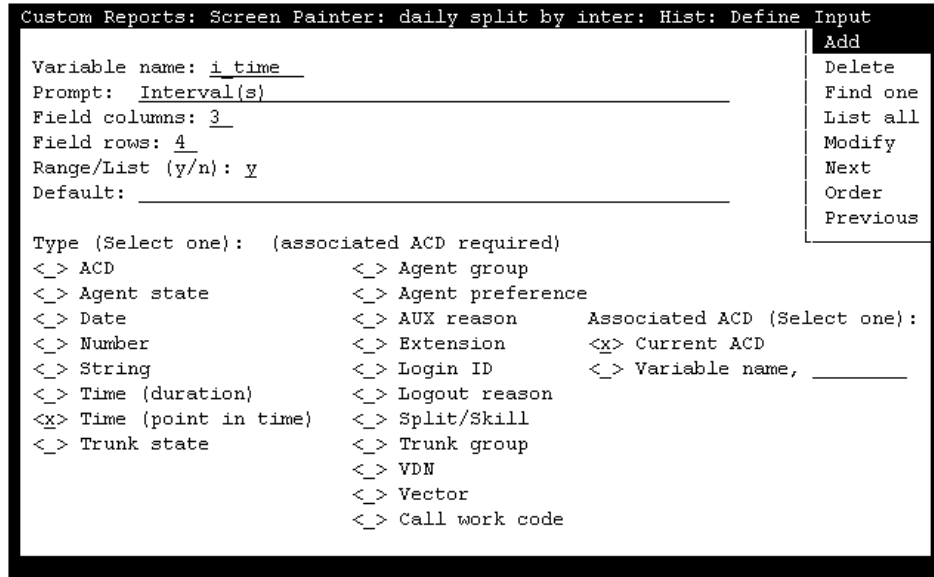 Custom Reports: Screen Painter: daily split by inter: Hist: Define Input
Add
Variable name: i_time
Delete
Prompt: Interval(s)
Find one
Field columns: 3
List all
Field rows: 4
Modify
Range/List (y/n): y
Next
Default:
Order
Previous
Type (Select one): (associated ACD required)
<_> ACD <_> Agent group
<_> Agent state <_> Agent preference
<_> Date <_> AUX reason Associated ACD (Select one):
<_> Number <_> Extension <x> Current ACD
<_> String <_> Login ID <_> Variable name, ________
<_> Time (duration) <_> Logout reason
<x> Time (point in time) <_> Split/Skill
<_> Trunk state <_> Trunk group
<_> VDN
<_> Vector
<_> Call work code